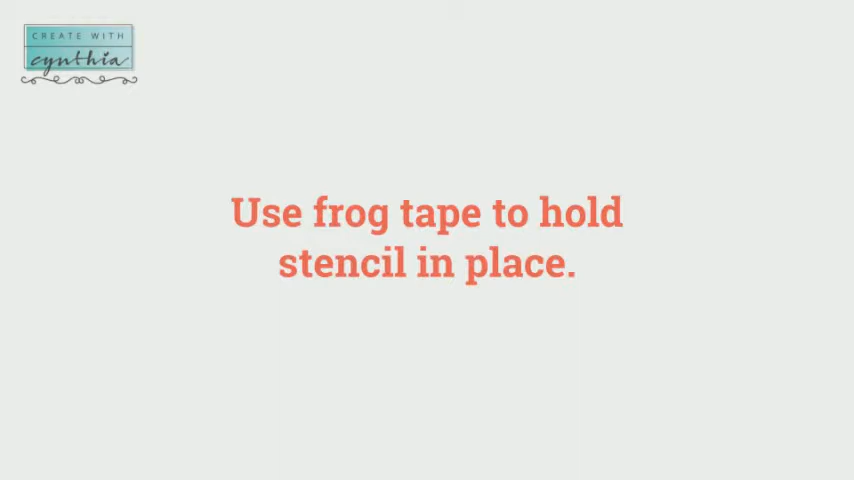 CREATE WITH
cynthia
Use frog tape to hold
stencil in place.